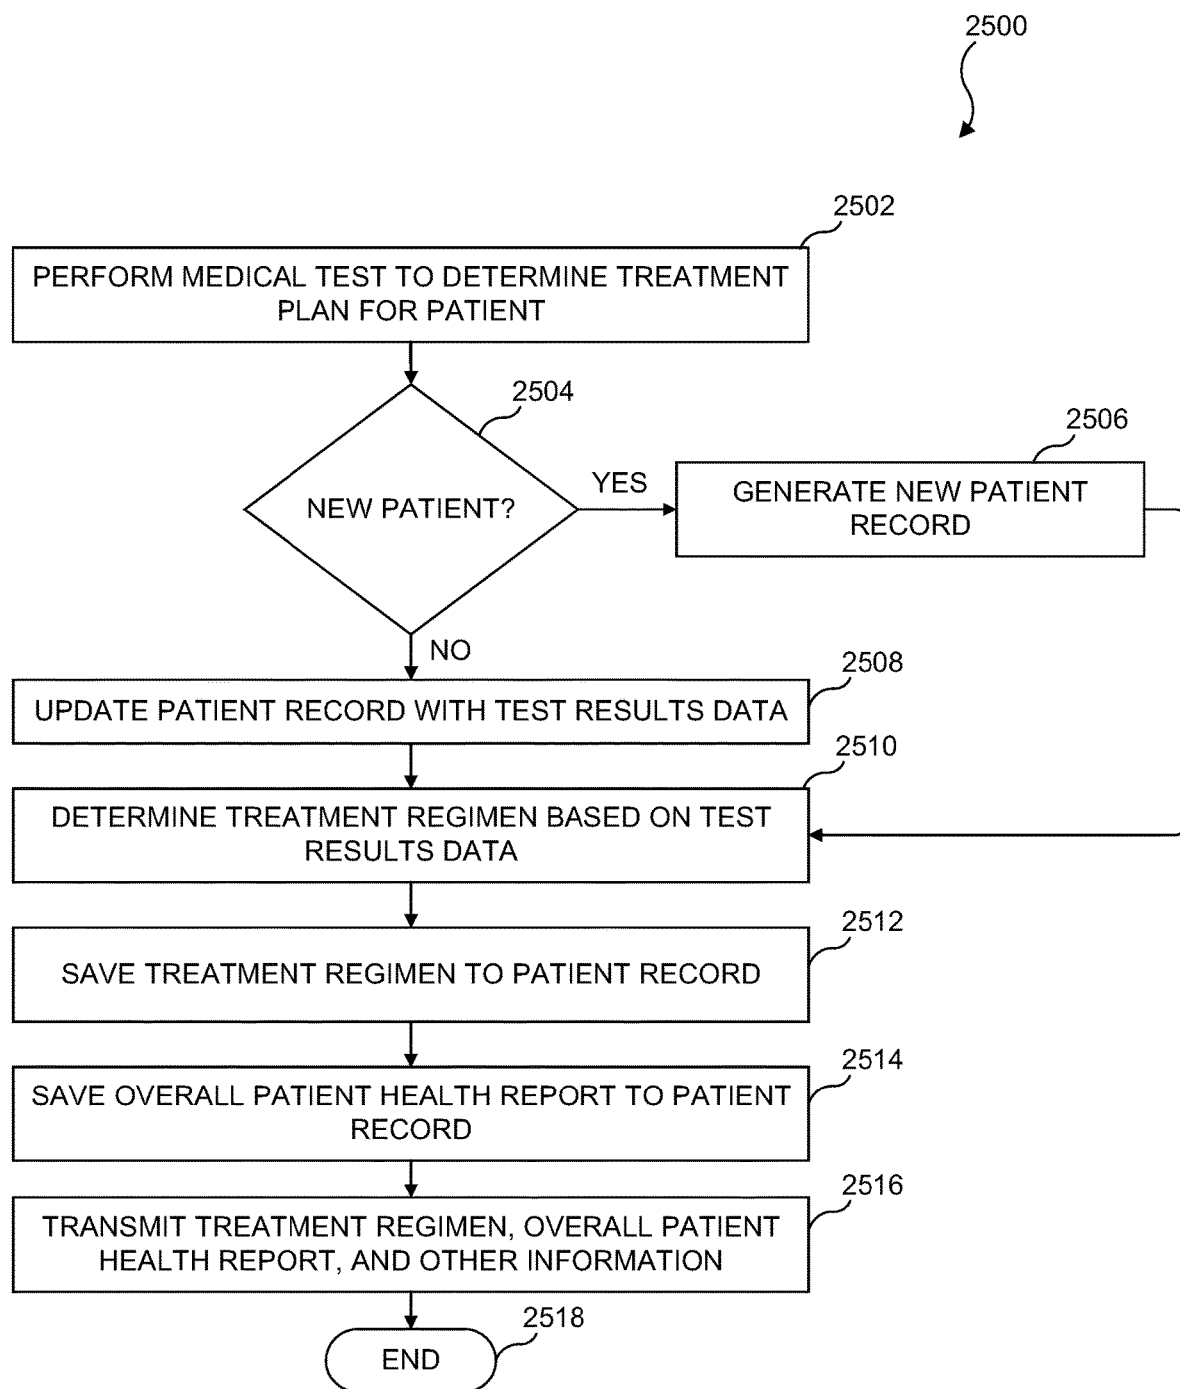 2500
2502
PERFORM MEDICAL TEST TO DETERMINE TREATMENT
PLAN FOR PATIENT
2504
2506
NEW PATIENT?
YES
GENERATE NEW PATIENT
RECORD
NO
2508
UPDATE PATIENT RECORD WITH TEST RESULTS DATA
2510
DETERMINE TREATMENT REGIMEN BASED ON TEST
RESULTS DATA
2512
SAVE TREATMENT REGIMEN TO PATIENT RECORD
2514
SAVE OVERALL PATIENT HEALTH REPORT TO PATIENT
RECORD
2516
TRANSMIT TREATMENT REGIMEN, OVERALL PATIENT
HEALTH REPORT, AND OTHER INFORMATION
2518
END